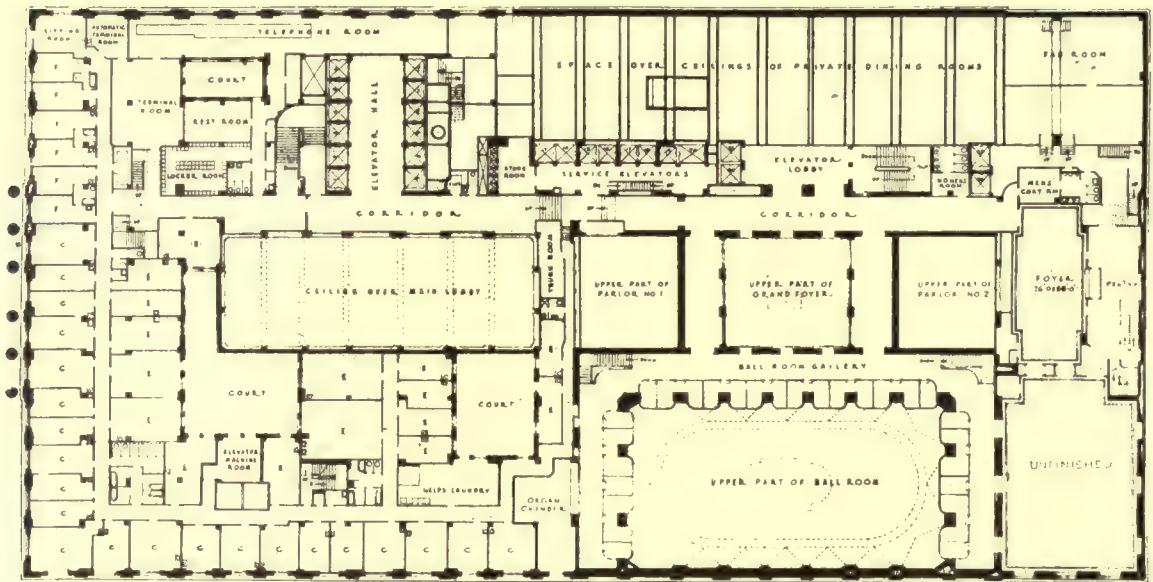 SITTING
ROOM
AUTOMATIC
TERMINAL
ROOM
TELEPHONE ROOM
COURT
TERMINAL
ROOM
REST ROOM
LOCKER ROOM
ELEVATOR HALL
STORE
ROOM
SPACE OVER CEILINGS OF PRIVATE DINING ROOMS
FAN ROOM
SERVICE ELEVATORS
ELEVATOR
LOBBY
WOMENS
ROOM
MENS
COAT RM
CORRIDOR
CORRIDOR
CEILING OVER MAIN LOBBY
TRUNK ROOM
UPPER PART OF
PARLOR NO. 1
UPPER PART OF
GRAND FOYER
UPPER PART OF
PARLOR NO. 2
FOYER
PANTRY
BALL ROOM GALLERY
COURT
COURT
ELEVATOR
MACHINE
ROOM
HELPS LAUNDRY
ORGAN
CHAMBER
UPPER PART OF BALL ROOM
UNFINISHED
F
F
F
F
F
G
G
G
G
G
G
G
G
G
G
E
E
E
E
E
E
E
E
G
G
G
G
G
G
G
G
G
G